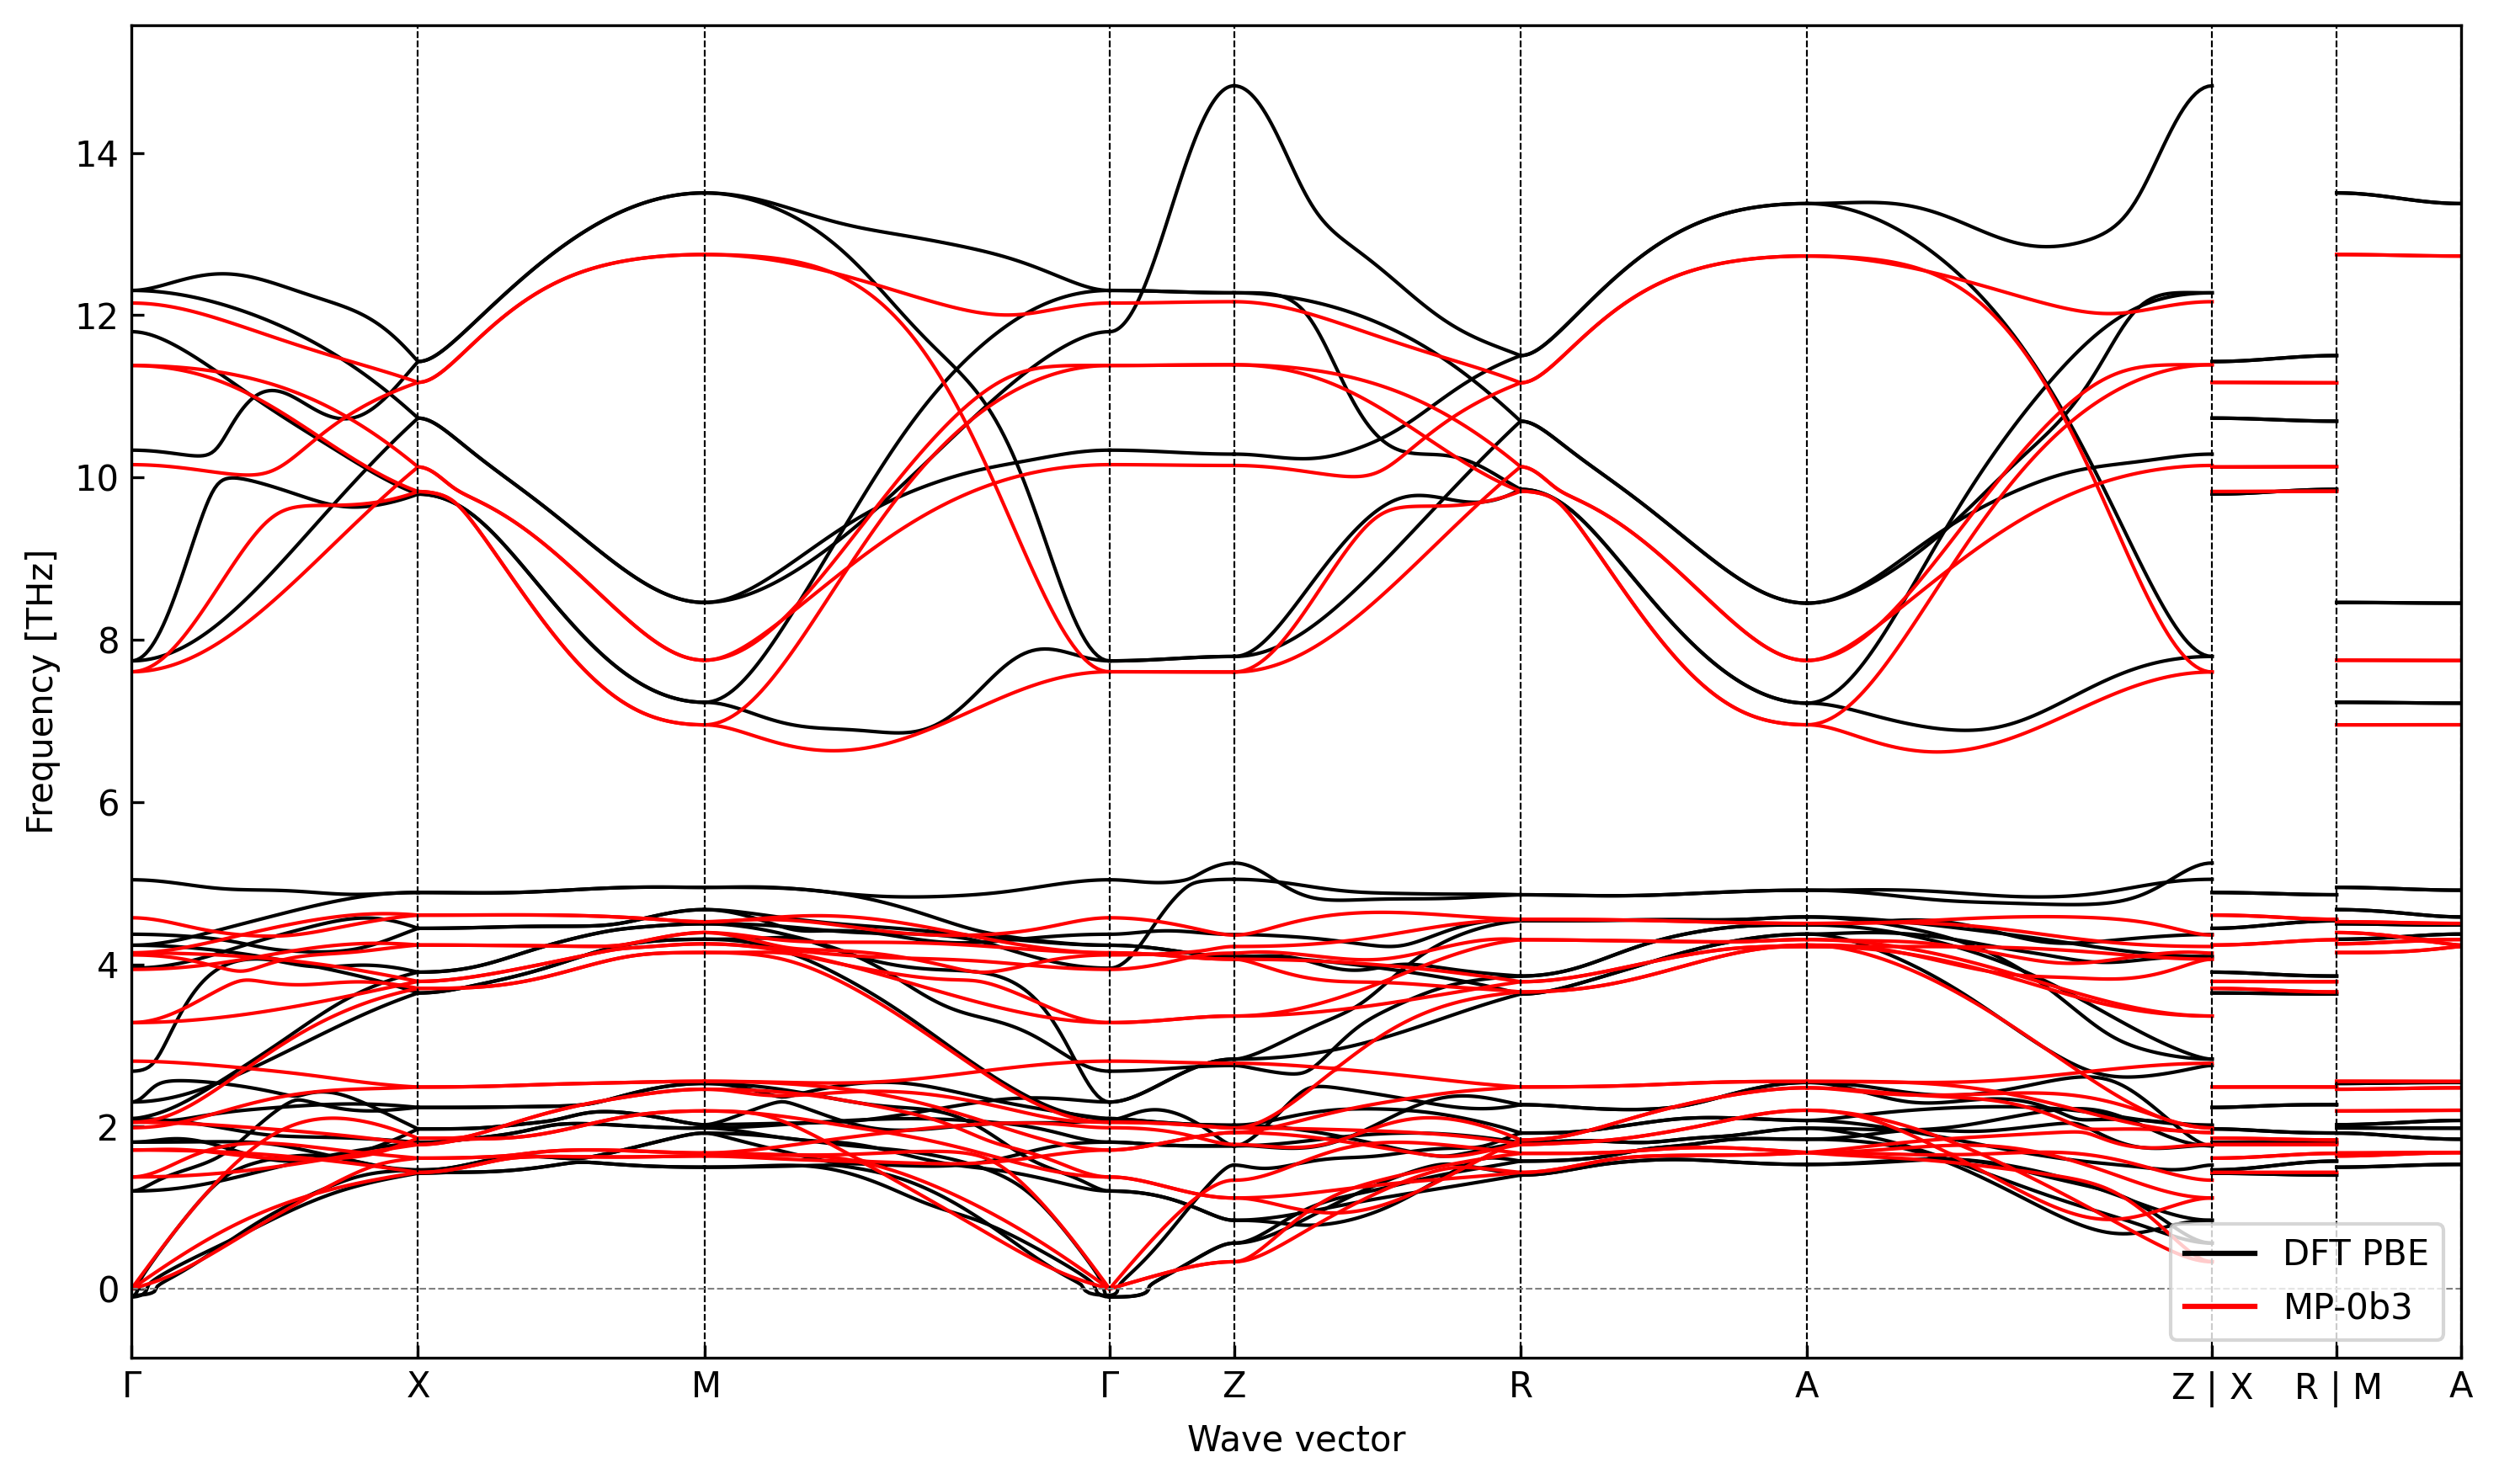 14
12
10
8
6
4
2
0
Frequency [THz]
DFT PBE
MP-0b3
Γ X M Γ Z R A Z | X R | M A
Wave vector